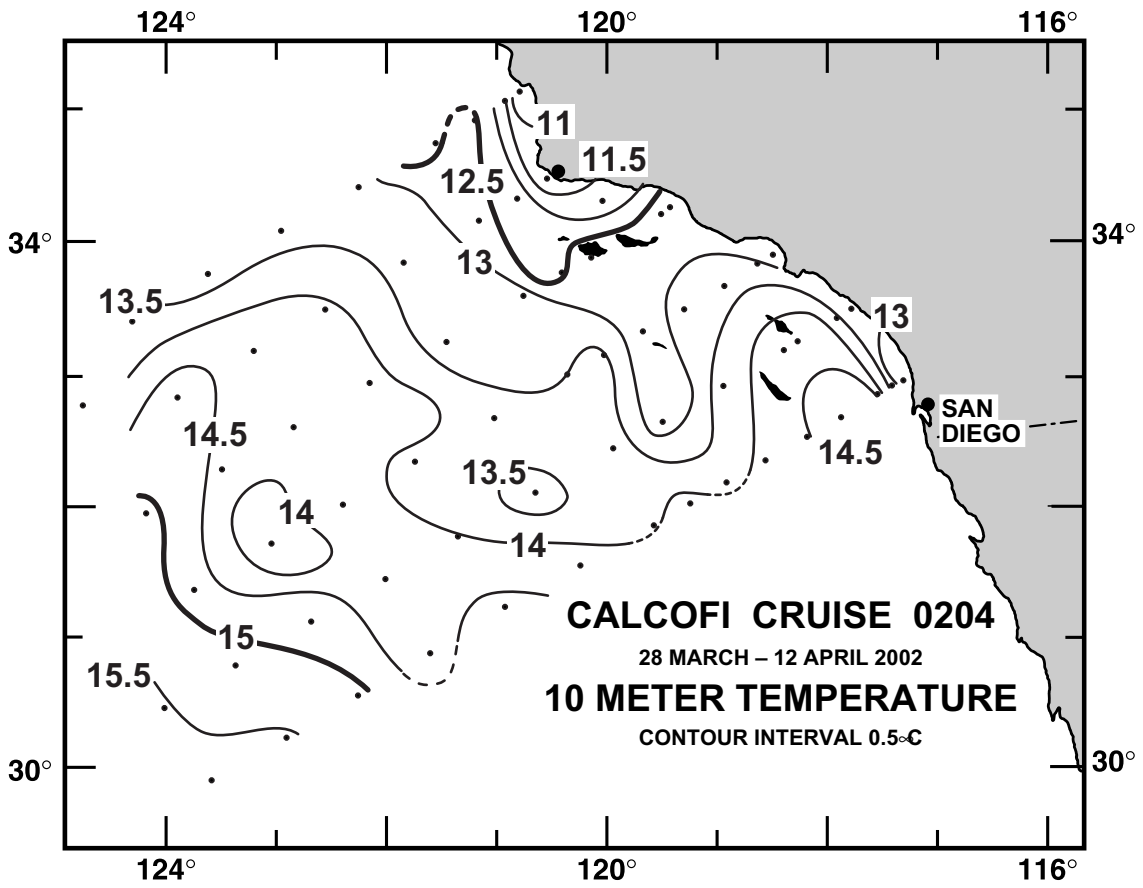 124° 120° 116°
11
11.5
12.5
34° 34°
13
13.5
13
SAN
DIEGO
14.5
14.5
13.5
14
14
CALCOFI CRUISE 0204
15
28 MARCH – 12 APRIL 2002
15.5
10 METER TEMPERATURE
CONTOUR INTERVAL 0.5∞C
30° 30°
124° 120° 116°